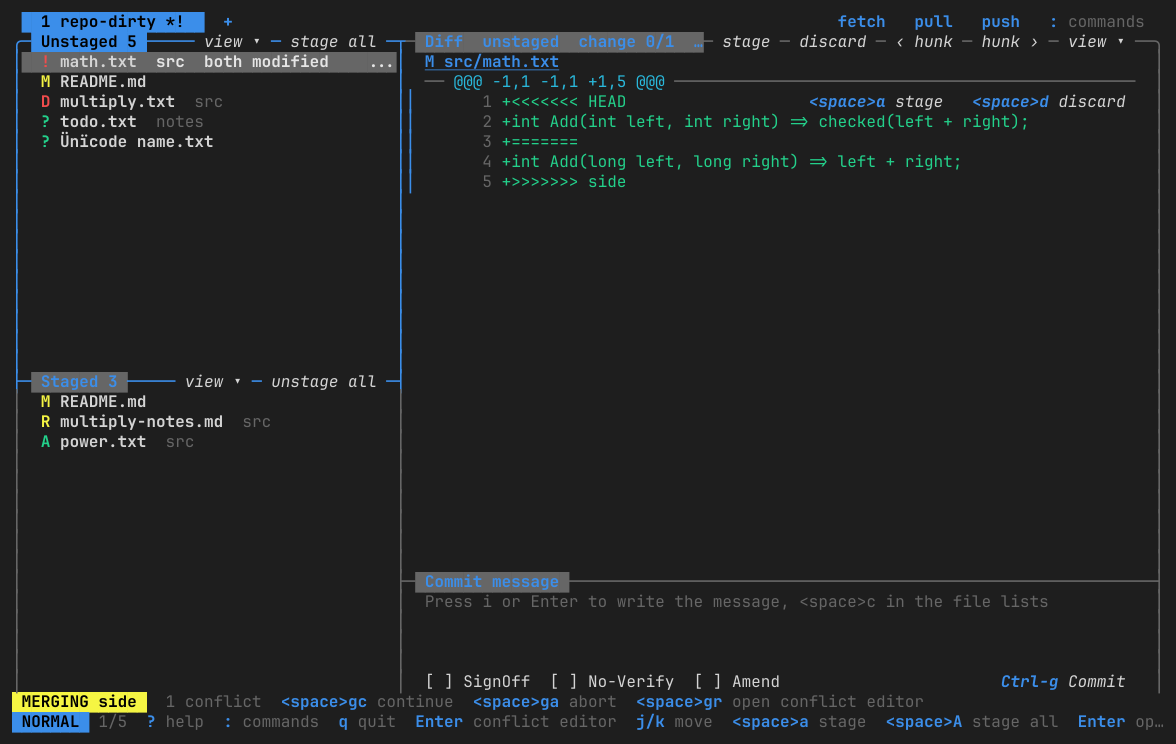 1 repo-dirty *! + fetch pull push : commands
Unstaged 5 view ▾ stage all
! math.txt src both modified ...
M README.md
D multiply.txt src
? todo.txt notes
? Ünïcode name.txt
Diff unstaged change 0/1 … stage discard ‹ hunk hunk › view ▾
M src/math.txt
@@@ -1,1 -1,1 +1,5 @@@
1 +<<<<<<< HEAD <space>a stage <space>d discard
2 +int Add(int left, int right) => checked(left + right);
3 +=======
4 +int Add(long left, long right) => left + right;
5 +>>>>>>> side
Staged 3 view ▾ unstage all
M README.md
R multiply-notes.md src
A power.txt src
Commit message
Press i or Enter to write the message, <space>c in the file lists
[ ] SignOff [ ] No-Verify [ ] Amend Ctrl-g Commit
MERGING side 1 conflict <space>gc continue <space>ga abort <space>gr open conflict editor
NORMAL 1/5 ? help : commands q quit Enter conflict editor j/k move <space>a stage <space>A stage all Enter op…